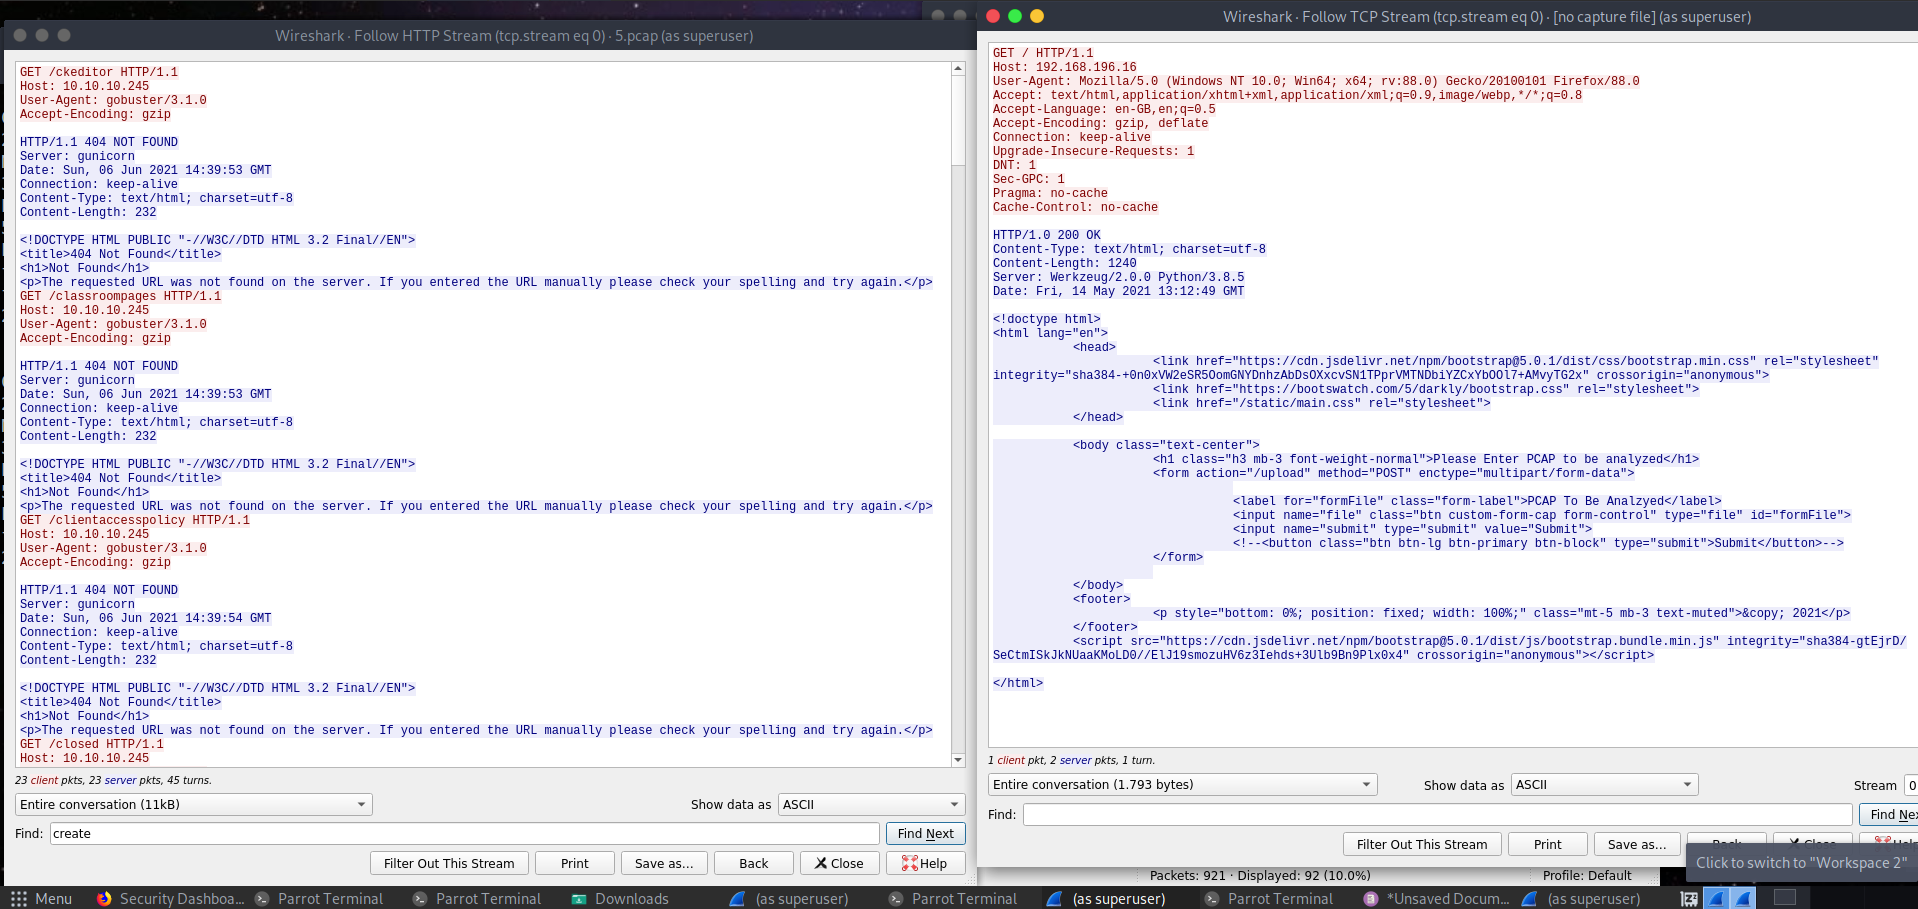 Wireshark · Follow HTTP Stream (tcp.stream eq 0) · 5.pcap (as superuser)
GET /ckeditor HTTP/1.1
Host: 10.10.10.245
User-Agent: gobuster/3.1.0
Accept-Encoding: gzip
HTTP/1.1 404 NOT FOUND
Server: gunicorn
Date: Sun, 06 Jun 2021 14:39:53 GMT
Connection: keep-alive
Content-Type: text/html; charset=utf-8
Content-Length: 232
<!DOCTYPE HTML PUBLIC "-//W3C//DTD HTML 3.2 Final//EN">
<title>404 Not Found</title>
<h1>Not Found</h1>
<p>The requested URL was not found on the server. If you entered the URL manually please check your spelling and try again.</p>
GET /classroompages HTTP/1.1
Host: 10.10.10.245
User-Agent: gobuster/3.1.0
Accept-Encoding: gzip
HTTP/1.1 404 NOT FOUND
Server: gunicorn
Date: Sun, 06 Jun 2021 14:39:53 GMT
Connection: keep-alive
Content-Type: text/html; charset=utf-8
Content-Length: 232
<!DOCTYPE HTML PUBLIC "-//W3C//DTD HTML 3.2 Final//EN">
<title>404 Not Found</title>
<h1>Not Found</h1>
<p>The requested URL was not found on the server. If you entered the URL manually please check your spelling and try again.</p>
GET /clientaccesspolicy HTTP/1.1
Host: 10.10.10.245
User-Agent: gobuster/3.1.0
Accept-Encoding: gzip
HTTP/1.1 404 NOT FOUND
Server: gunicorn
Date: Sun, 06 Jun 2021 14:39:54 GMT
Connection: keep-alive
Content-Type: text/html; charset=utf-8
Content-Length: 232
<!DOCTYPE HTML PUBLIC "-//W3C//DTD HTML 3.2 Final//EN">
<title>404 Not Found</title>
<h1>Not Found</h1>
<p>The requested URL was not found on the server. If you entered the URL manually please check your spelling and try again.</p>
GET /closed HTTP/1.1
Host: 10.10.10.245
23 client pkts, 23 server pkts, 45 turns.
Entire conversation (11kB)
Show data as ASCII
Find: create
Find Next
Filter Out This Stream
Print
Save as...
Back
Close
Help
Wireshark · Follow TCP Stream (tcp.stream eq 0) · [no capture file] (as superuser)
GET / HTTP/1.1
Host: 192.168.196.16
User-Agent: Mozilla/5.0 (Windows NT 10.0; Win64; x64; rv:88.0) Gecko/20100101 Firefox/88.0
Accept: text/html,application/xhtml+xml,application/xml;q=0.9,image/webp,*/*;q=0.8
Accept-Language: en-GB,en;q=0.5
Accept-Encoding: gzip, deflate
Connection: keep-alive
Upgrade-Insecure-Requests: 1
DNT: 1
Sec-GPC: 1
Pragma: no-cache
Cache-Control: no-cache
HTTP/1.0 200 OK
Content-Type: text/html; charset=utf-8
Content-Length: 1240
Server: Werkzeug/2.0.0 Python/3.8.5
Date: Fri, 14 May 2021 13:12:49 GMT
<!doctype html>
<html lang="en">
<head>
<link href="https://cdn.jsdelivr.net/npm/bootstrap@5.0.1/dist/css/bootstrap.min.css" rel="stylesheet"
integrity="sha384-+0n0xVW2eSR5OomGNYDnhzAbDsOXxcvSN1TPprVMTNDbiYZCxYbOOl7+AMvyTG2x" crossorigin="anonymous">
<link href="https://bootswatch.com/5/darkly/bootstrap.css" rel="stylesheet">
<link href="/static/main.css" rel="stylesheet">
</head>
<body class="text-center">
<h1 class="h3 mb-3 font-weight-normal">Please Enter PCAP to be analyzed</h1>
<form action="/upload" method="POST" enctype="multipart/form-data">
<label for="formFile" class="form-label">PCAP To Be Analzyed</label>
<input name="file" class="btn custom-form-cap form-control" type="file" id="formFile">
<input name="submit" type="submit" value="Submit">
<!--<button class="btn btn-lg btn-primary btn-block" type="submit">Submit</button>-->
</form>
</body>
<footer>
<p style="bottom: 0%; position: fixed; width: 100%;" class="mt-5 mb-3 text-muted">&copy; 2021</p>
</footer>
<script src="https://cdn.jsdelivr.net/npm/bootstrap@5.0.1/dist/js/bootstrap.bundle.min.js" integrity="sha384-gtEjrD/
SeCtmISkJkNUaaKMoLD0//ElJ19smozuHV6z3Iehds+3Ulb9Bn9Plx0x4" crossorigin="anonymous"></script>
</html>
1 client pkt, 2 server pkts, 1 turn.
Entire conversation (1.793 bytes)
Show data as ASCII
Stream 0
Find:
Find Nex
Filter Out This Stream
Print
Save as...
Back
Close
Click to switch to "Workspace 2"
Packets: 921 · Displayed: 92 (10.0%)
Profile: Default
Menu
Security Dashboa...
Parrot Terminal
Parrot Terminal
Downloads
(as superuser)
Parrot Terminal
(as superuser)
Parrot Terminal
*Unsaved Docum...
(as superuser)